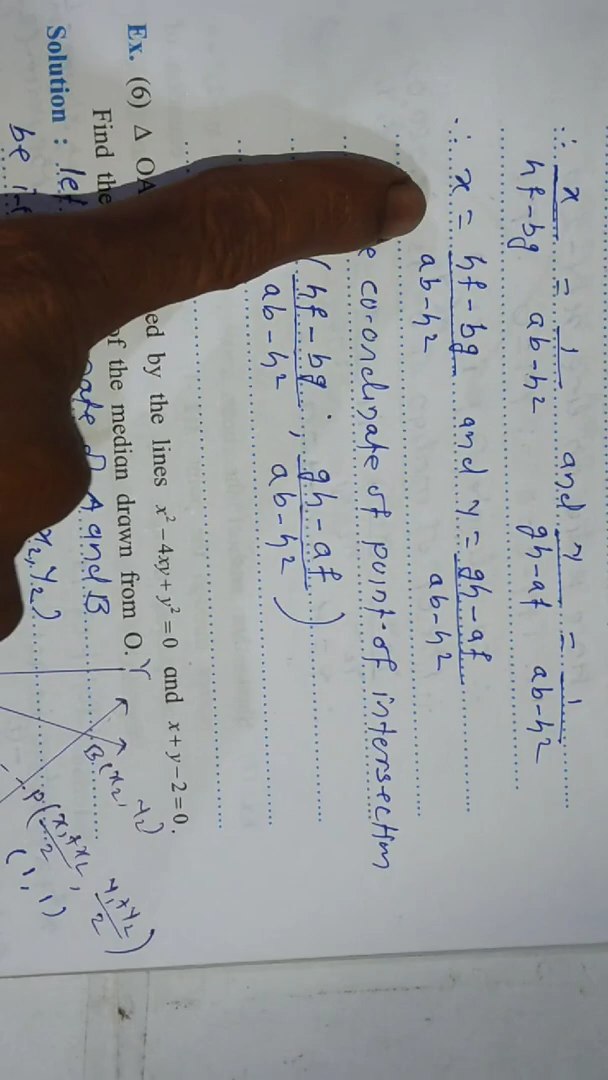 ∴ x/hf-bg = 1/ab-h² and y/gh-af = 1/ab-h²
∴ x = hf-bg/ab-h² and y = gh-af/ab-h²
co-ordinate of point of intersection
(hf-bg/ab-h², gh-af/ab-h²)
Ex. (6) Δ OA ed by the lines x² – 4xy + y² = 0 and x + y – 2 = 0.
Find the of the median drawn from O.
Y
Solution : let A and B
B(x₂, y₂)
be x₂, y₂)
P(x₁+x₂/2, y₁+y₂/2)
(1, 1)